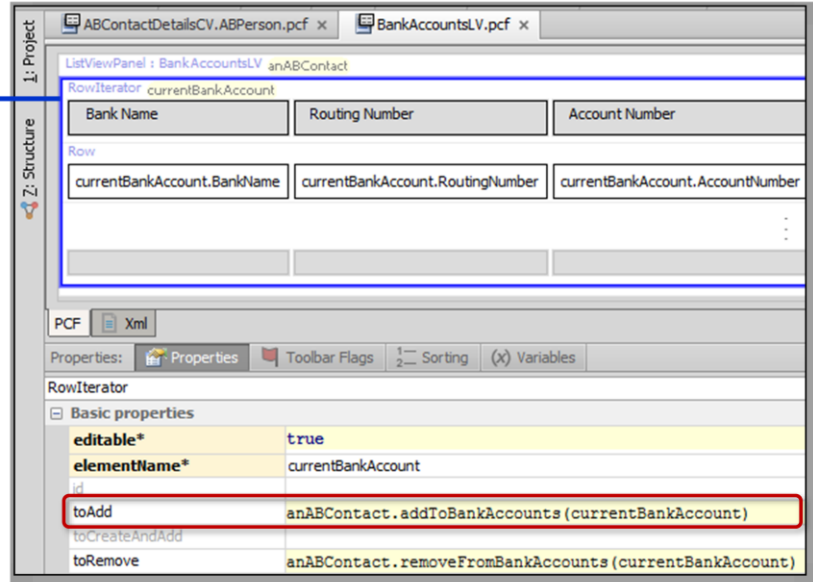 1: Project
7: Structure
ABContactDetailsCV.ABPerson.pcf × BankAccountsLV.pcf ×
ListViewPanel : BankAccountsLV anABContact
RowIterator currentBankAccount
Bank Name Routing Number Account Number
Row
currentBankAccount.BankName currentBankAccount.RoutingNumber currentBankAccount.AccountNumber
PCF Xml
Properties: Properties Toolbar Flags Sorting (x) Variables
RowIterator
Basic properties
editable* true
elementName* currentBankAccount
id
toAdd anABContact.addToBankAccounts(currentBankAccount)
toCreateAndAdd
toRemove anABContact.removeFromBankAccounts(currentBankAccount)